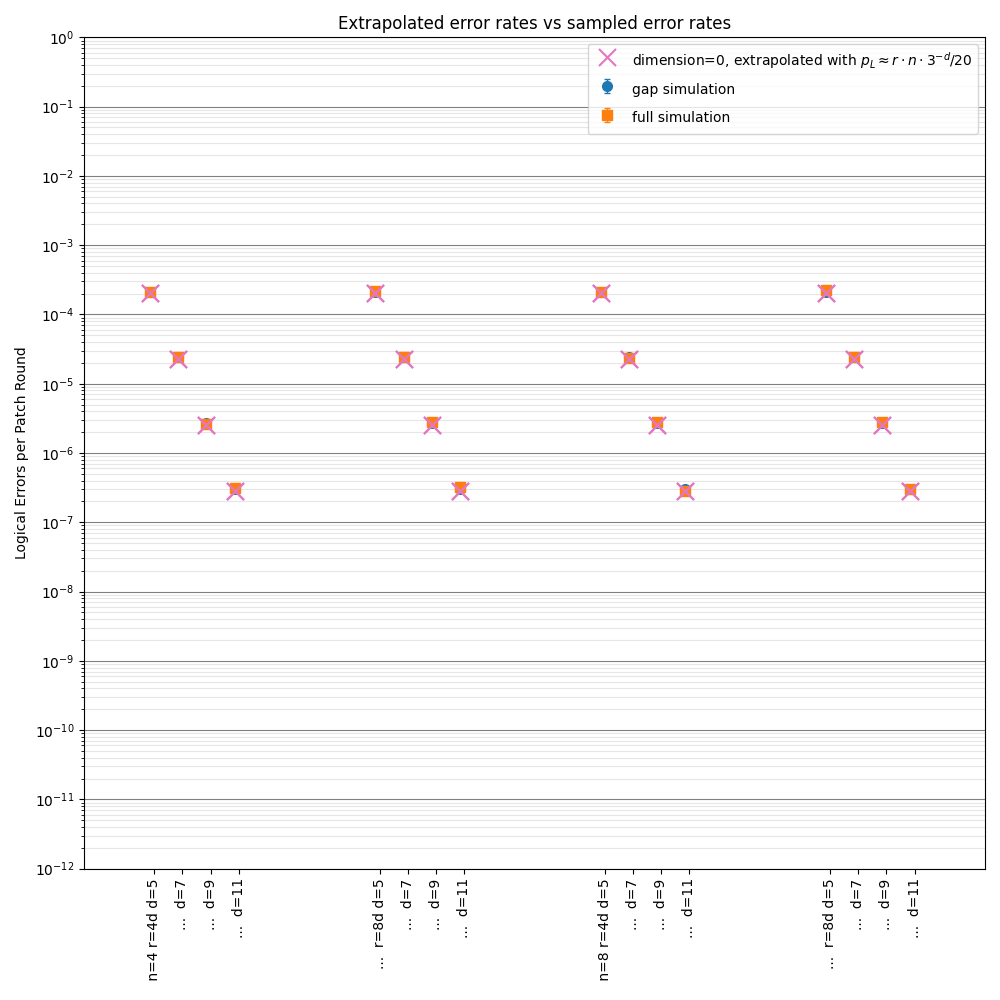 Extrapolated error rates vs sampled error rates
dimension=0, extrapolated with p_L ≈ r · n · 3^{-d}/20
gap simulation
full simulation
Logical Errors per Patch Round
10^0
10^{-1}
10^{-2}
10^{-3}
10^{-4}
10^{-5}
10^{-6}
10^{-7}
10^{-8}
10^{-9}
10^{-10}
10^{-11}
10^{-12}
n=4 r=4d d=5
... d=7
... d=9
... d=11
... r=8d d=5
... d=7
... d=9
... d=11
n=8 r=4d d=5
... d=7
... d=9
... d=11
... r=8d d=5
... d=7
... d=9
... d=11